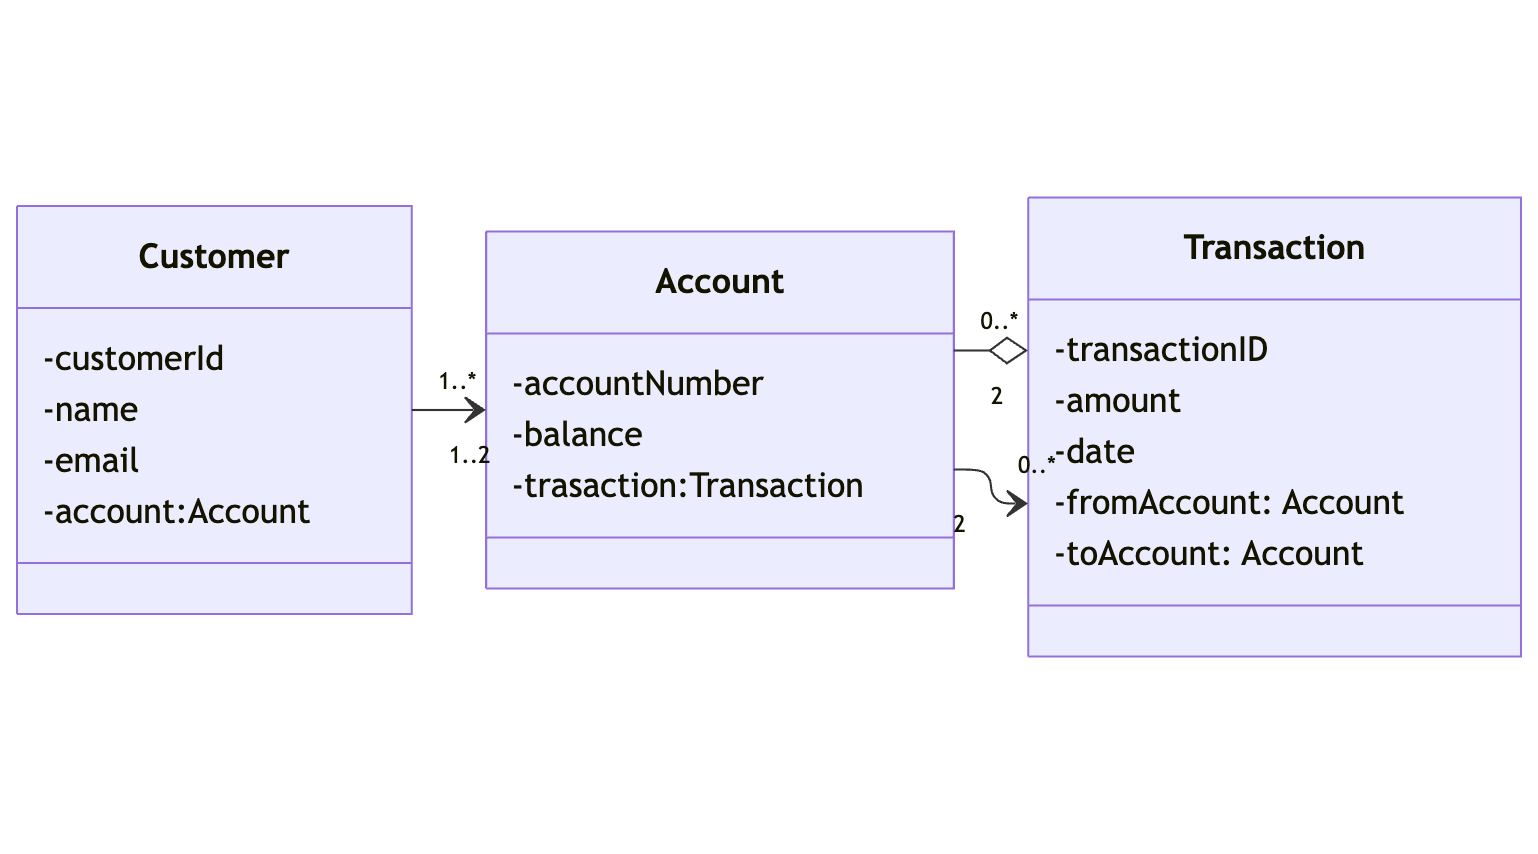 Customer
-customerId
-name
-email
-account:Account
1..*
1..2
Account
-accountNumber
-balance
-trasaction:Transaction
0..*
2
0..*
2
Transaction
-transactionID
-amount
-date
-fromAccount: Account
-toAccount: Account